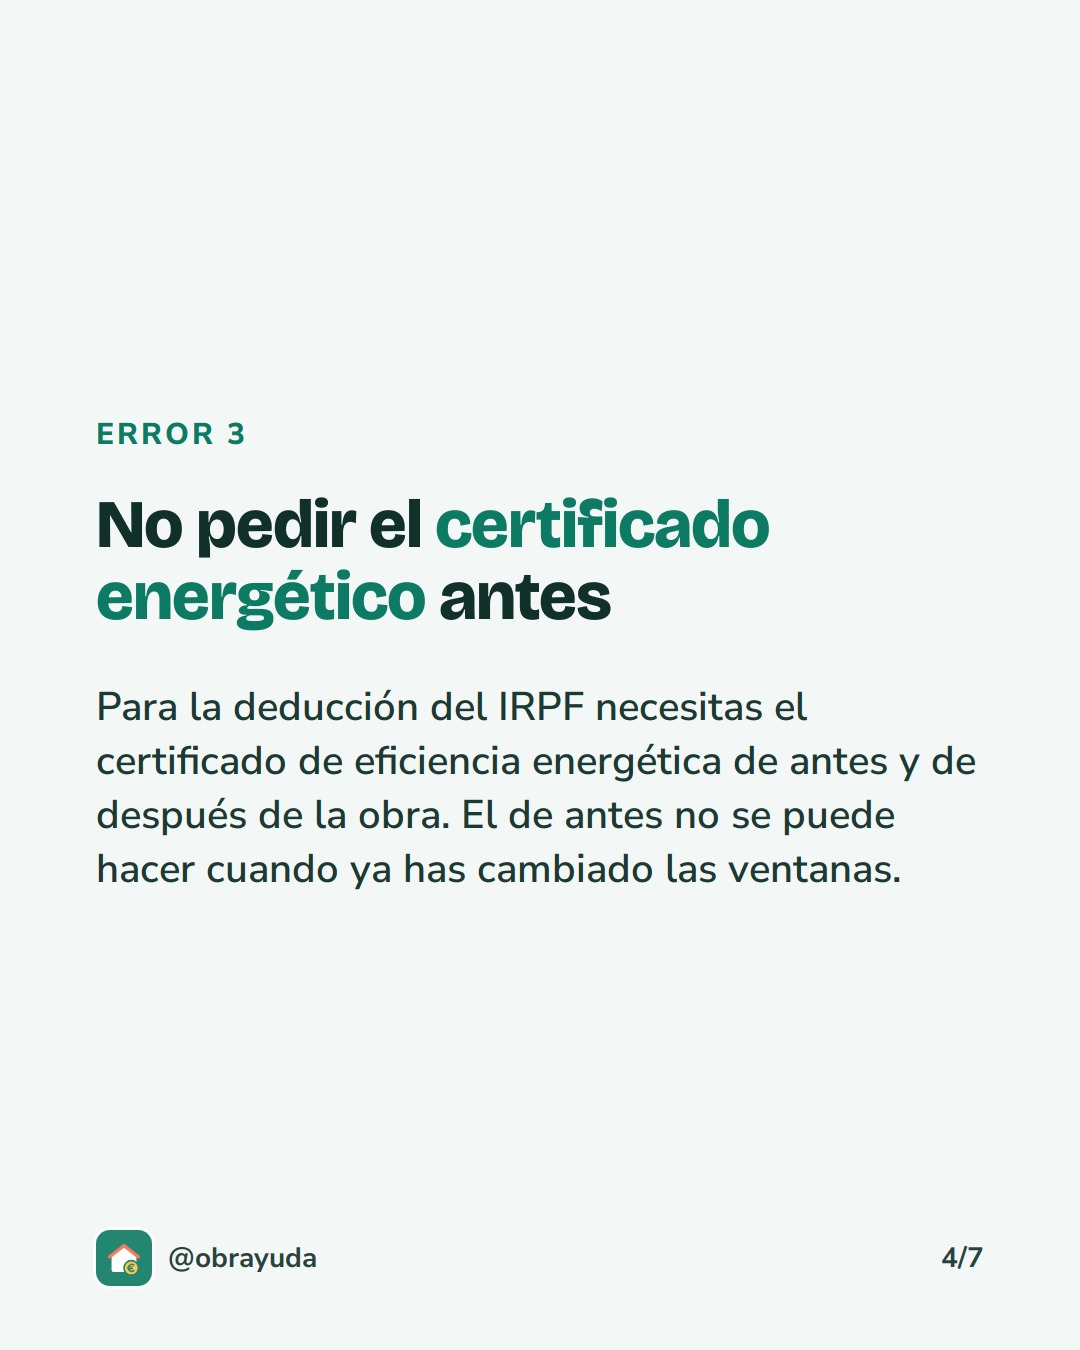 ERROR 3
No pedir el certificado
energético antes
Para la deducción del IRPF necesitas el
certificado de eficiencia energética de antes y de
después de la obra. El de antes no se puede
hacer cuando ya has cambiado las ventanas.
€
@obrayuda
4/7